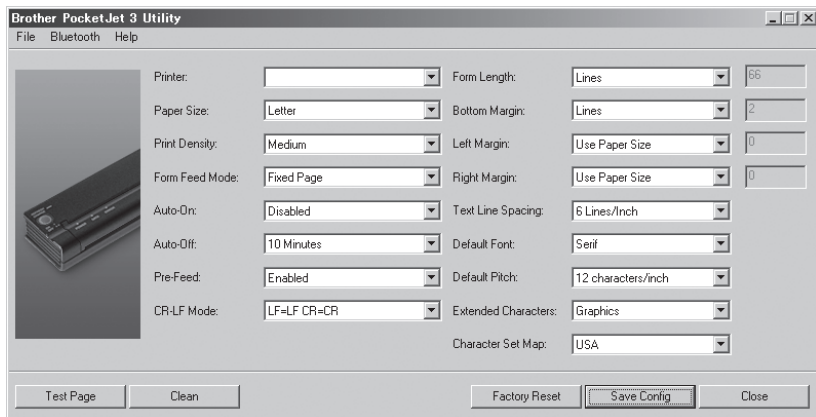 Brother PocketJet 3 Utility
File Bluetooth Help
Printer:
Paper Size: Letter
Print Density: Medium
Form Feed Mode: Fixed Page
Auto-On: Disabled
Auto-Off: 10 Minutes
Pre-Feed: Enabled
CR-LF Mode: LF=LF CR=CR
Form Length: Lines 66
Bottom Margin: Lines 2
Left Margin: Use Paper Size 0
Right Margin: Use Paper Size 0
Text Line Spacing: 6 Lines/Inch
Default Font: Serif
Default Pitch: 12 characters/inch
Extended Characters: Graphics
Character Set Map: USA
Test Page Clean Factory Reset Save Config Close